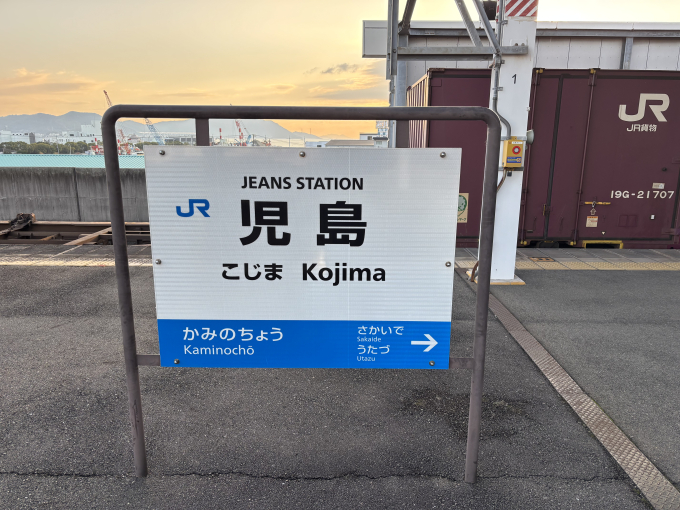 JEANS STATION
JR
児島
こじま Kojima
かみのちょう
Kaminochō
さかいで
Sakaide
うたづ
Utazu
→
1
JR
JR貨物
19G-21707